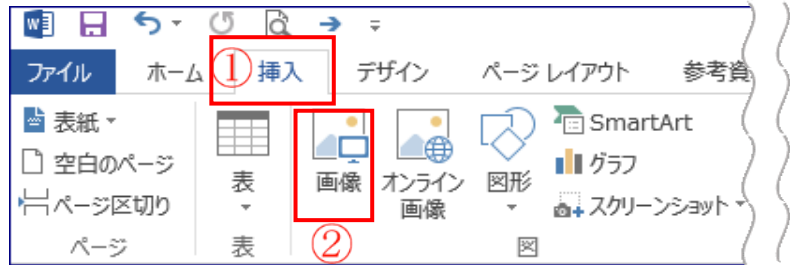 ファイル ホーム ① 挿入 デザイン ページ レイアウト 参考資
表紙
空白のページ
ページ区切り
ページ
表
表
画像
オンライン
画像
図形
SmartArt
グラフ
スクリーンショット
②
図